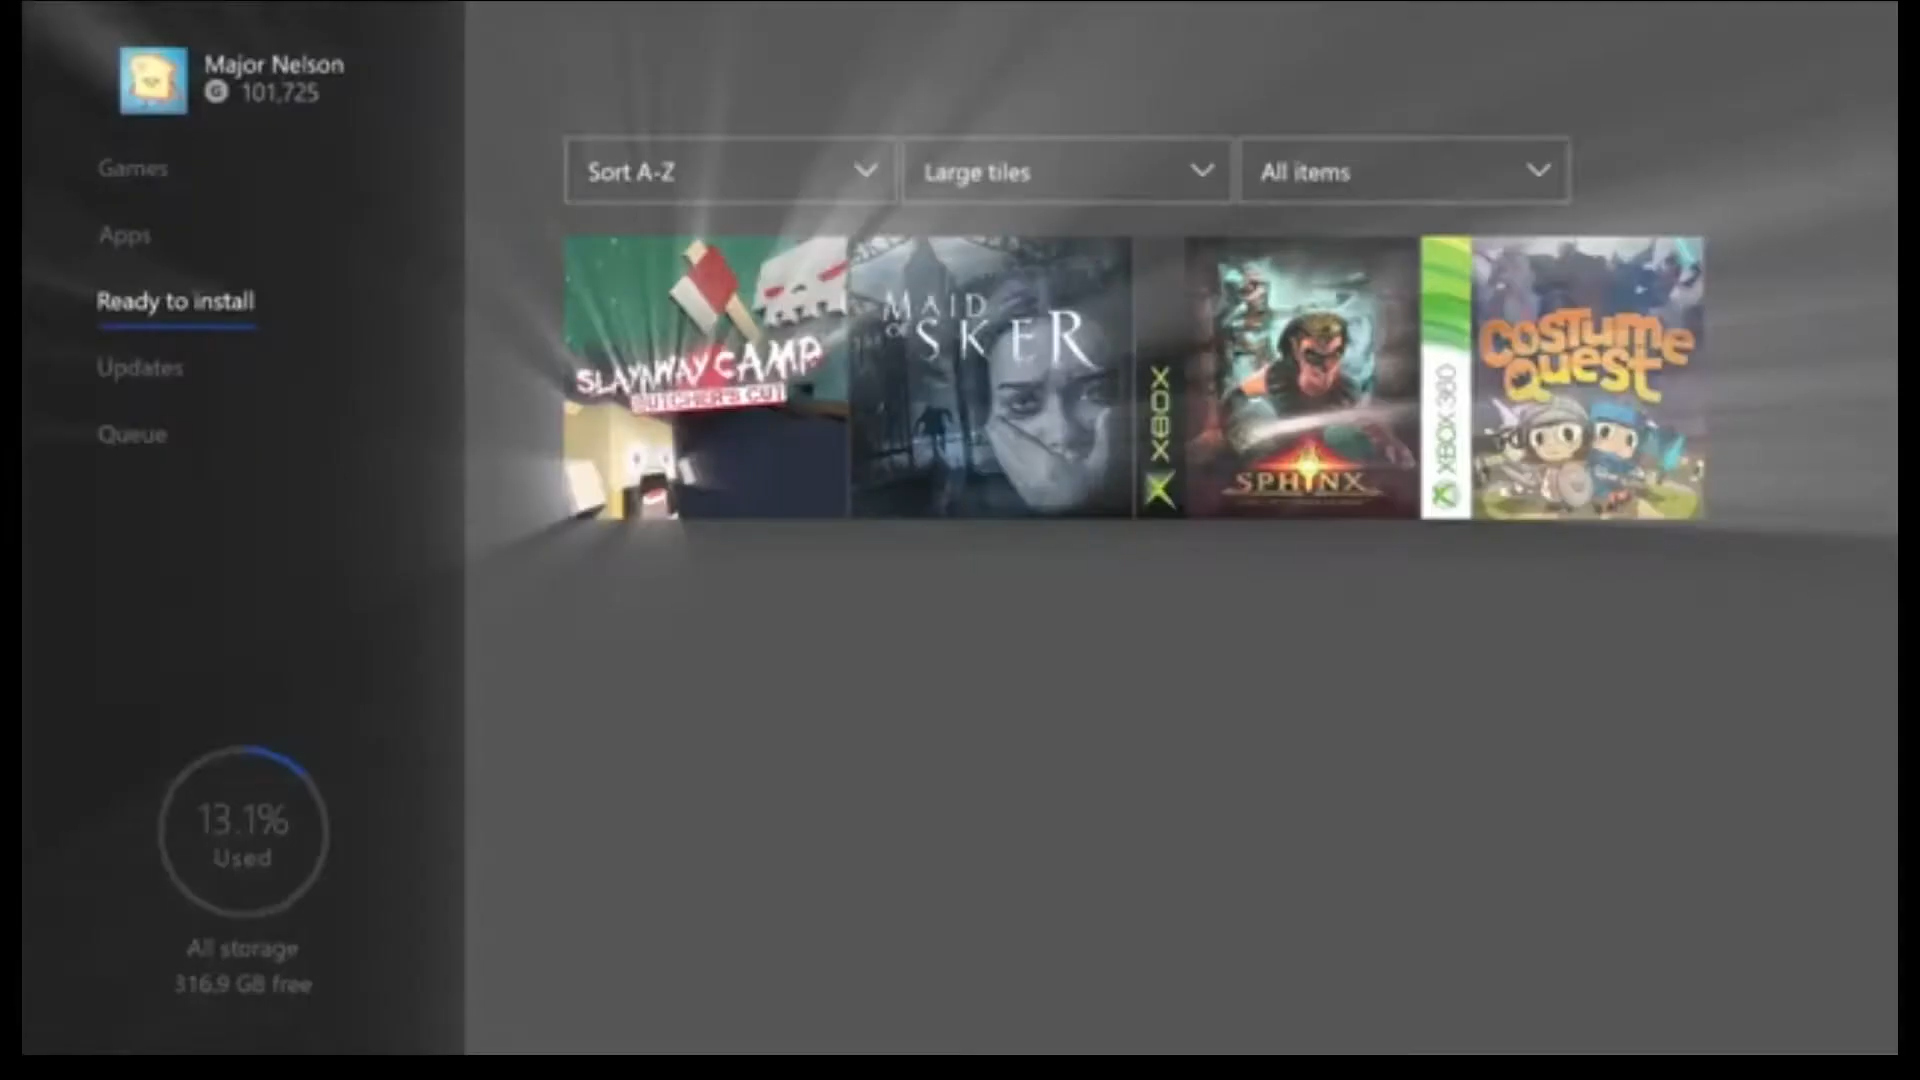 Major Nelson
G 101,725
Games
Apps
Ready to install
Updates
Queue
13.1%
Used
All storage
316.9 GB free
Sort A-Z
Large tiles
All items
SLAYAWAY CAMP
BUTCHER'S CUT
MAID
OF SKER
XBOX
SPHINX
XBOX 360
COSTUME
QUEST